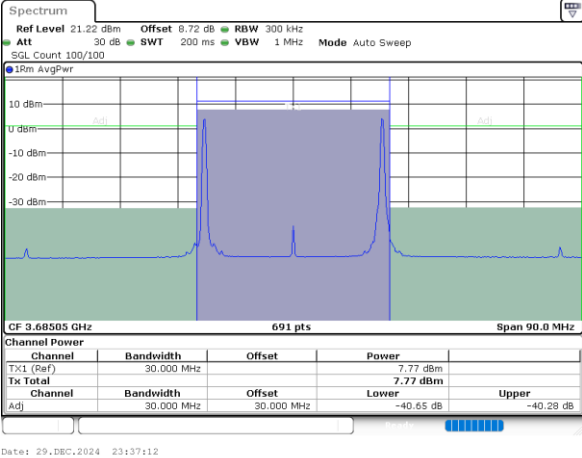 Spectrum
Ref Level 21.22 dBm Offset 8.72 dB RBW 300 kHz
Att 30 dB SWT 200 ms VBW 1 MHz Mode Auto Sweep
SGL Count 100/100
1Rm AvgPwr
10 dBm
Adj Adj
0 dBm
-10 dBm
-20 dBm
-30 dBm
CF 3.68505 GHz 691 pts Span 90.0 MHz
Channel Power
Channel Bandwidth Offset Power
TX1 (Ref) 30.000 MHz 7.77 dBm
Tx Total 7.77 dBm
Channel Bandwidth Offset Lower Upper
Adj 30.000 MHz 30.000 MHz -40.65 dB -40.28 dB
Ready
Date: 29.DEC.2024 23:37:12